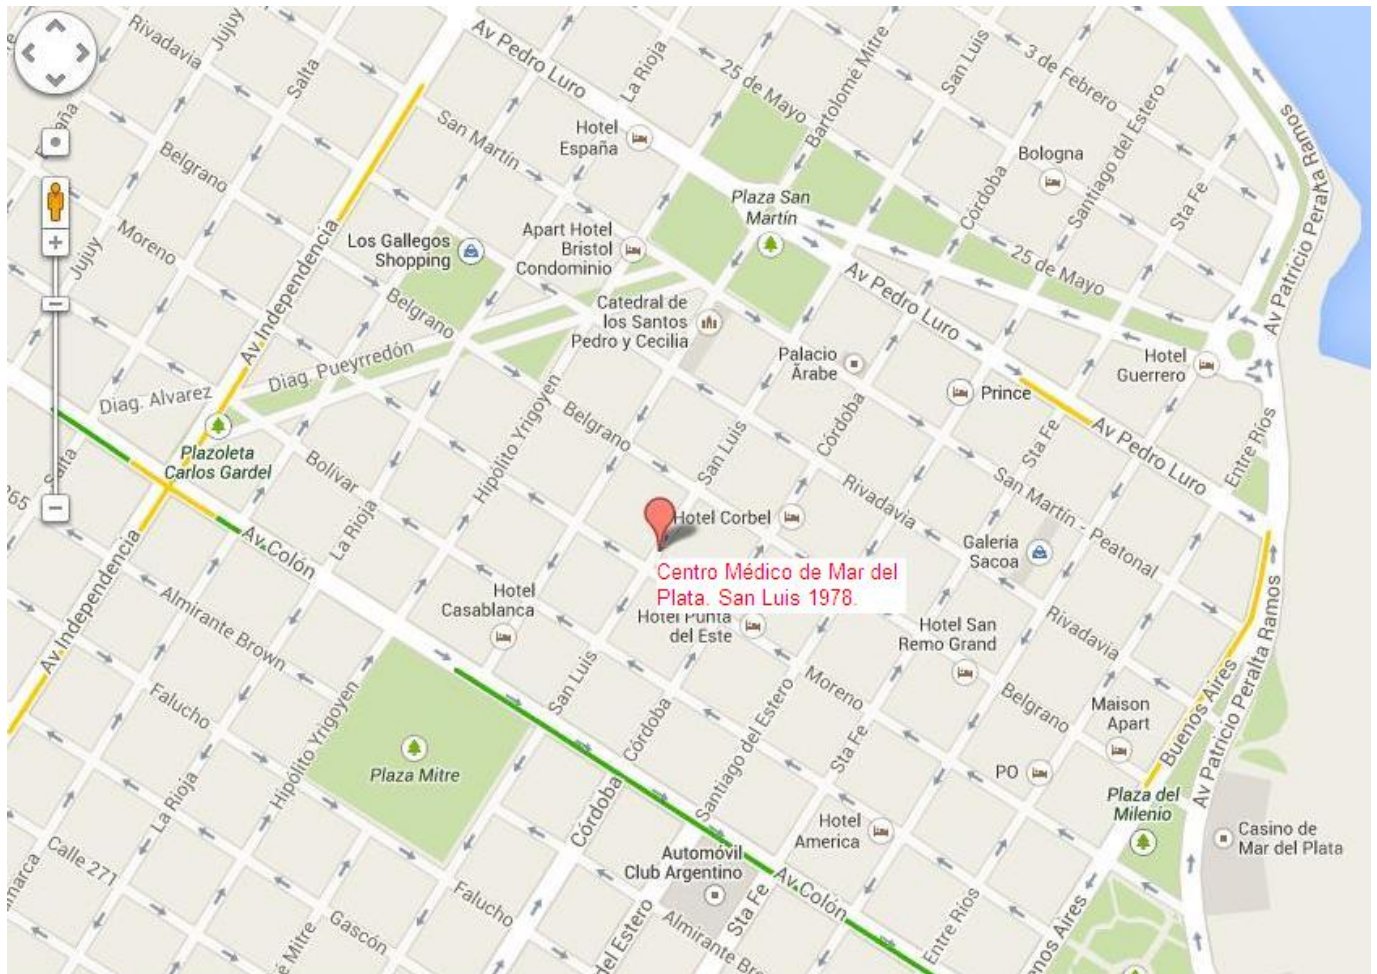 Av Pedro Luro
La Rioja
Bartolomé Mitre
San Luis
3 de Febrero
Rivadavia
Jujuy
Salta
25 de Mayo
San Martín
Hotel
España
Bologna
Santiago del Estero
Belgrano
Plaza San
Martín
Córdoba
Sta Fe
Av Patricio Peralta Ramos
Jujuy
Moreno
Los Gallegos
Shopping
Apart Hotel
Bristol
Condominio
25 de Mayo
Av Independencia
Belgrano
Catedral de
los Santos
Pedro y Cecilia
Av Pedro Luro
Palacio
Árabe
Hotel
Guerrero
Diag. Pueyrredón
Diag. Alvarez
Prince
Plazoleta
Carlos Gardel
Hipólito Yrigoyen
Belgrano
San Luis
Córdoba
Sta Fe
Av Pedro Luro
Entre Ríos
Salta
265
Bolívar
Rivadavia
San Martín - Peatonal
La Rioja
Hotel Corbel
Av.Colón
Galería
Sacoa
Av Independencia
Centro Médico de Mar del
Plata. San Luis 1978.
Hotel
Casablanca
Almirante Brown
Hotel Punta
del Este
Hotel San
Remo Grand
Rivadavia
Av Patricio Peralta Ramos
San Luis
Moreno
Belgrano
Falucho
Hipólito Yrigoyen
Córdoba
Santiago del Estero
Sta Fe
Maison
Apart
Buenos Aires
Plaza Mitre
PO
La Rioja
Plaza del
Milenio
Córdoba
Hotel
America
Casino de
Mar del Plata
Calle 271
Automóvil
Club Argentino
Av.Colón
Falucho
Sta Fe
Entre Ríos
Gascón
Mitre
del Estero
Almirante Brown
Buenos Aires